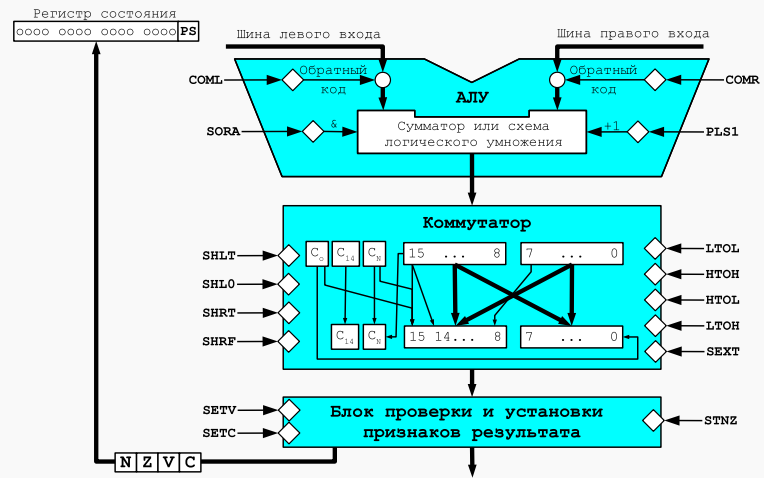 Регистр состояния
oooo oooo oooo oooo PS
Шина левого входа
Шина правого входа
COML
Обратный
код
АЛУ
Обратный
код
COMR
SORA
&
Сумматор или схема
логического умножения
+1
PLS1
Коммутатор
SHLT
SHL0
SHRT
SHRF
C0 C14 CN
15 ... 8
7 ... 0
C14 CN
15 14... 8
7 ... 0
LTOL
HTOH
HTOL
LTOH
SEXT
SETV
SETC
Блок проверки и установки
признаков результата
STNZ
N Z V C